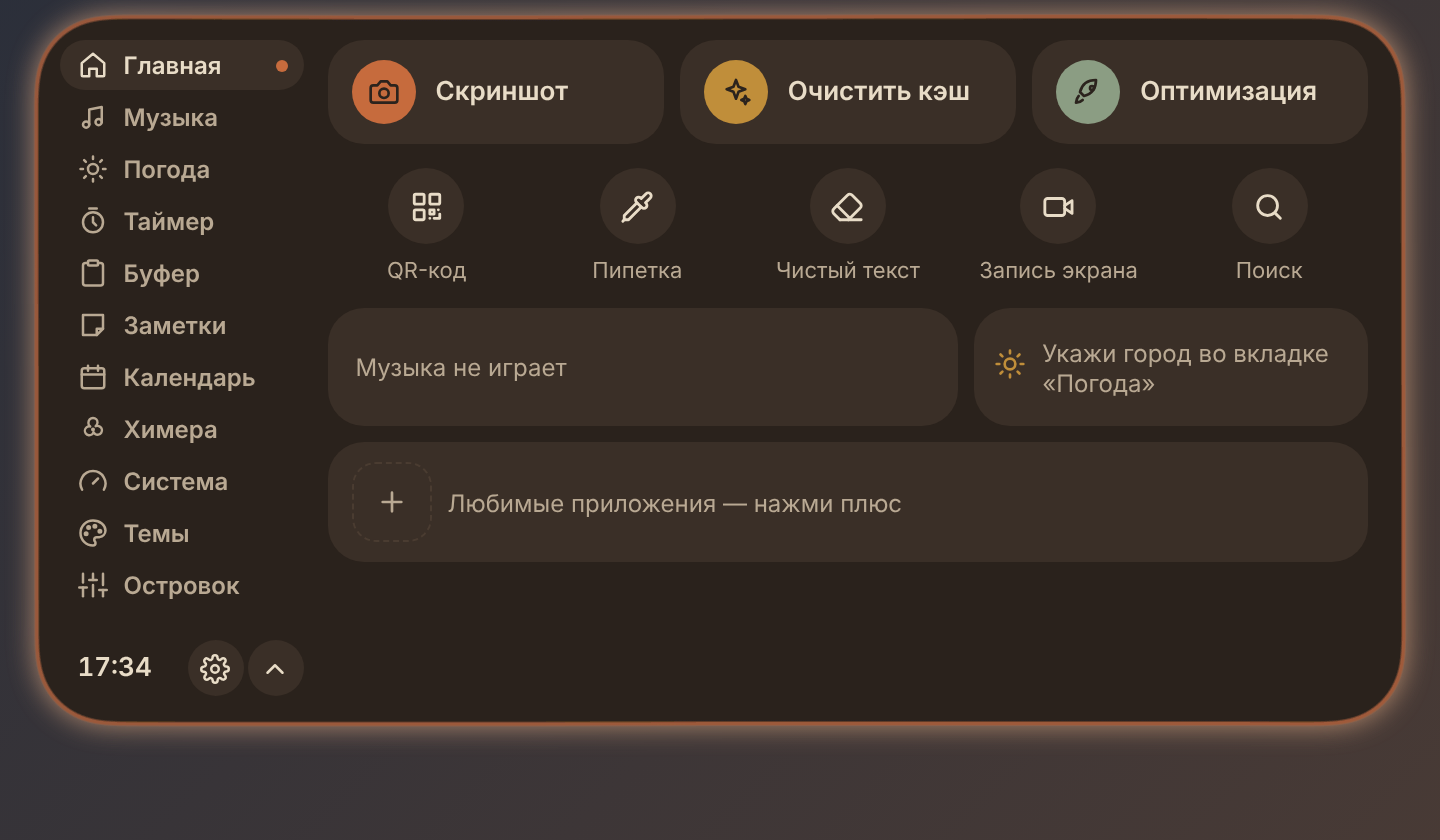 Главная
Музыка
Погода
Таймер
Буфер
Заметки
Календарь
Химера
Система
Темы
Островок
17:34
Скриншот
Очистить кэш
Оптимизация
QR-код
Пипетка
Чистый текст
Запись экрана
Поиск
Музыка не играет
Укажи город во вкладке
«Погода»
Любимые приложения — нажми плюс